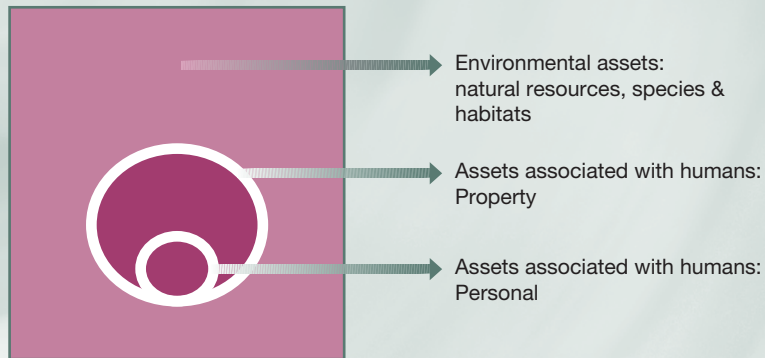 Environmental assets:
natural resources, species &
habitats
Assets associated with humans:
Property
Assets associated with humans:
Personal